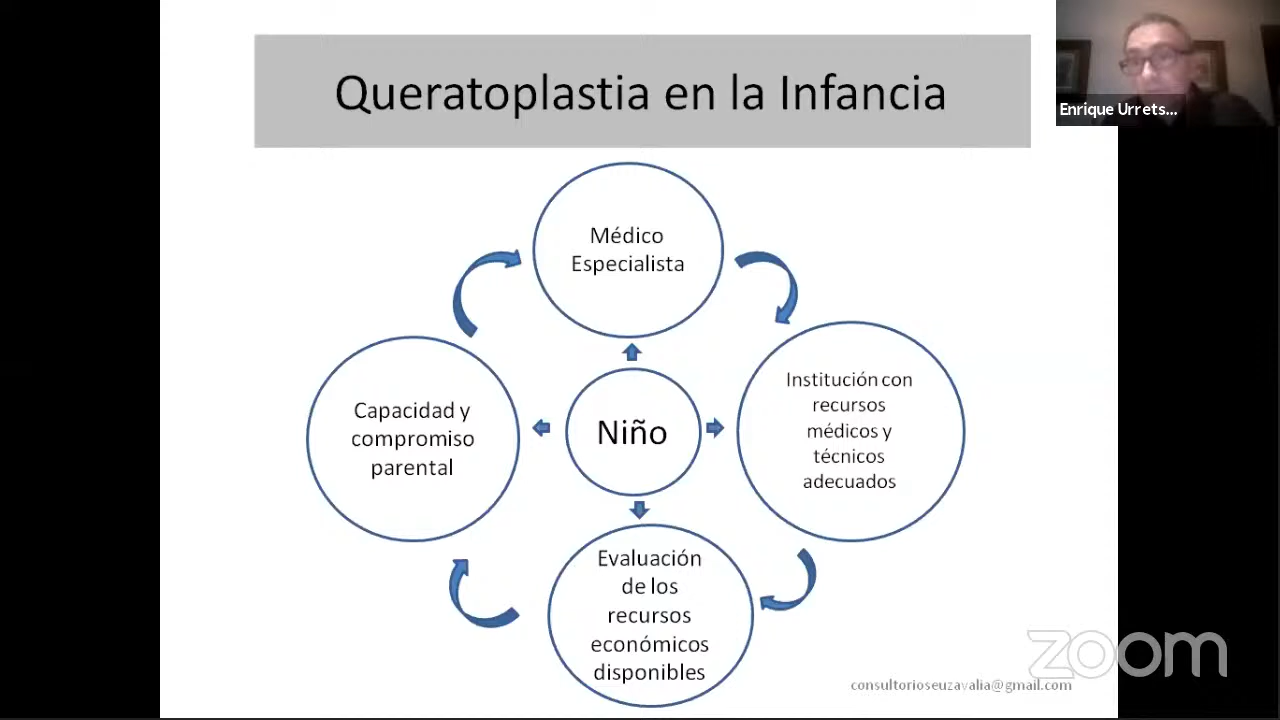 Queratoplastia en la Infancia
Enrique Urrets...
Médico
Especialista
Capacidad y
compromiso
parental
Niño
Institución con
recursos
médicos y
técnicos
adecuados
Evaluación
de los
recursos
económicos
disponibles
zoom
consultorioseuzavalia@gmail.com